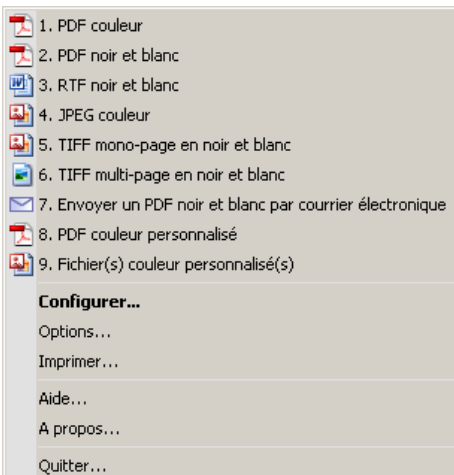 1. PDF couleur
2. PDF noir et blanc
3. RTF noir et blanc
4. JPEG couleur
5. TIFF mono-page en noir et blanc
6. TIFF multi-page en noir et blanc
7. Envoyer un PDF noir et blanc par courrier électronique
8. PDF couleur personnalisé
9. Fichier(s) couleur personnalisé(s)
Configurer...
Options...
Imprimer...
Aide...
A propos...
Quitter...